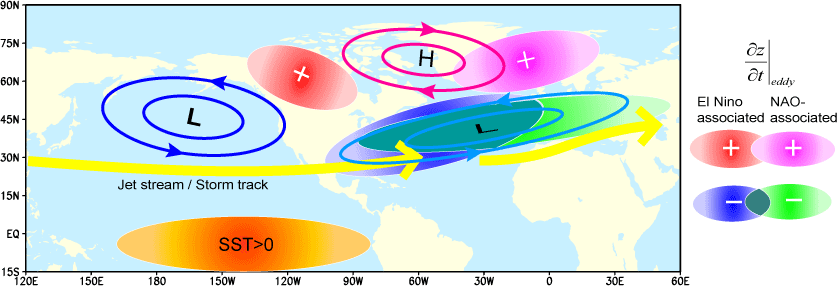 90N
75N
60N
45N
30N
15N
EQ
15S
120E 150E 180 150W 120W 90W 60W 30W 0 30E 60E
H
+
+
L
L
Jet stream / Storm track
SST>0
∂z/∂t|eddy
El Nino NAO-
associated associated
+ +
− −